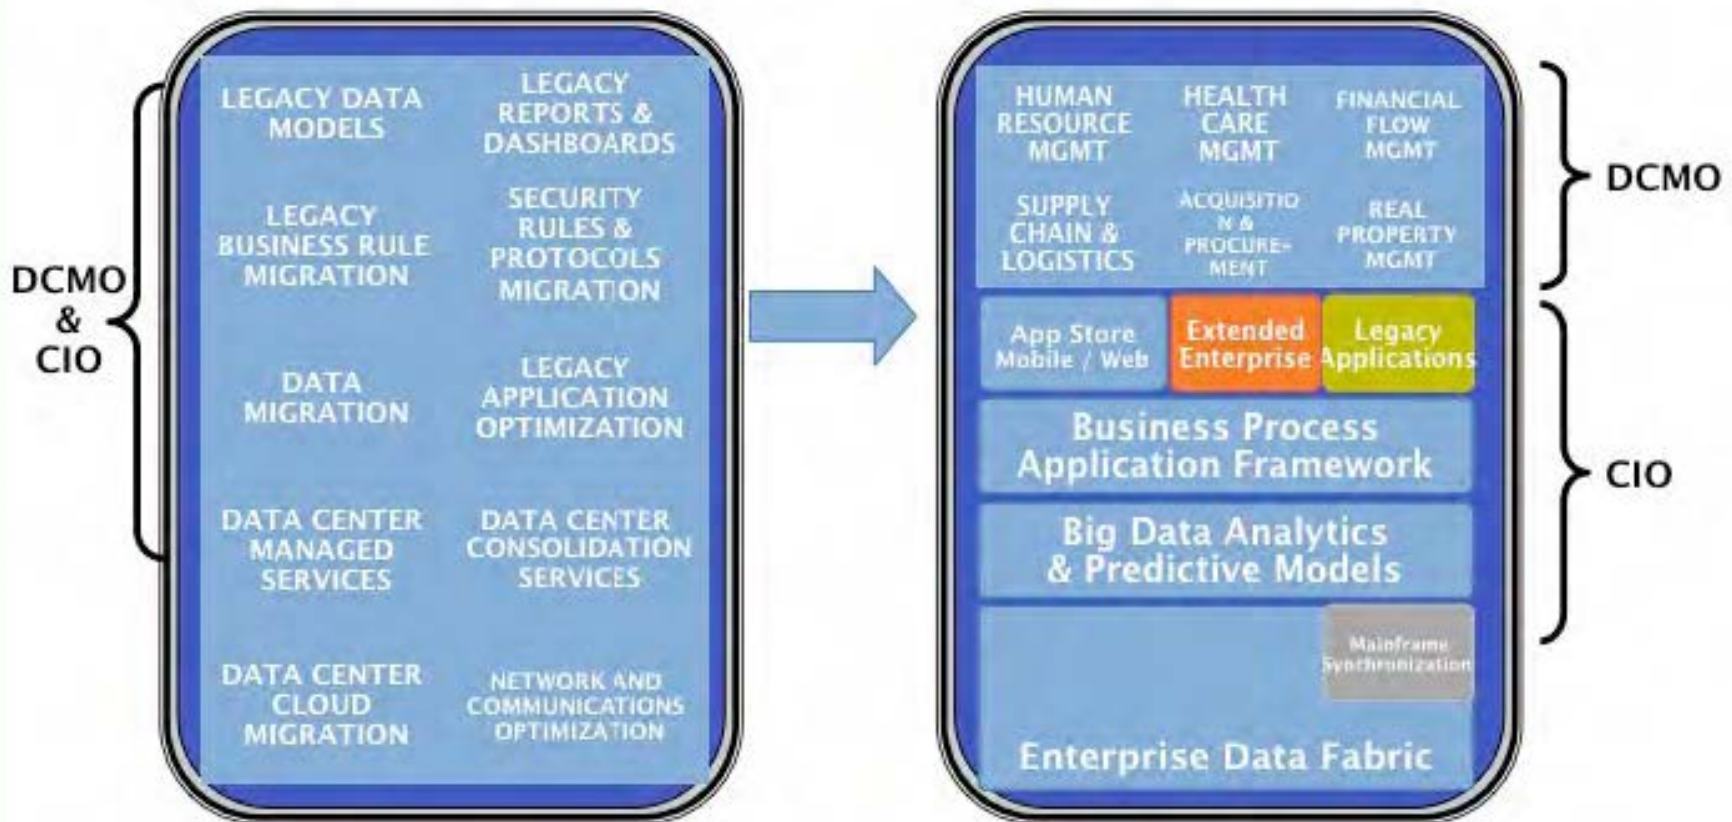 DCMO
&
CIO
LEGACY DATA
MODELS
LEGACY
REPORTS &
DASHBOARDS
LEGACY
BUSINESS RULE
MIGRATION
SECURITY
RULES &
PROTOCOLS
MIGRATION
DATA
MIGRATION
LEGACY
APPLICATION
OPTIMIZATION
DATA CENTER
MANAGED
SERVICES
DATA CENTER
CONSOLIDATION
SERVICES
DATA CENTER
CLOUD
MIGRATION
NETWORK AND
COMMUNICATIONS
OPTIMIZATION
HUMAN
RESOURCE
MGMT
HEALTH
CARE
MGMT
FINANCIAL
FLOW
MGMT
SUPPLY
CHAIN &
LOGISTICS
ACQUISITIO
N &
PROCURE-
MENT
REAL
PROPERTY
MGMT
DCMO
App Store
Mobile / Web
Extended
Enterprise
Legacy
Applications
Business Process
Application Framework
Big Data Analytics
& Predictive Models
Mainframe
Synchronization
Enterprise Data Fabric
CIO